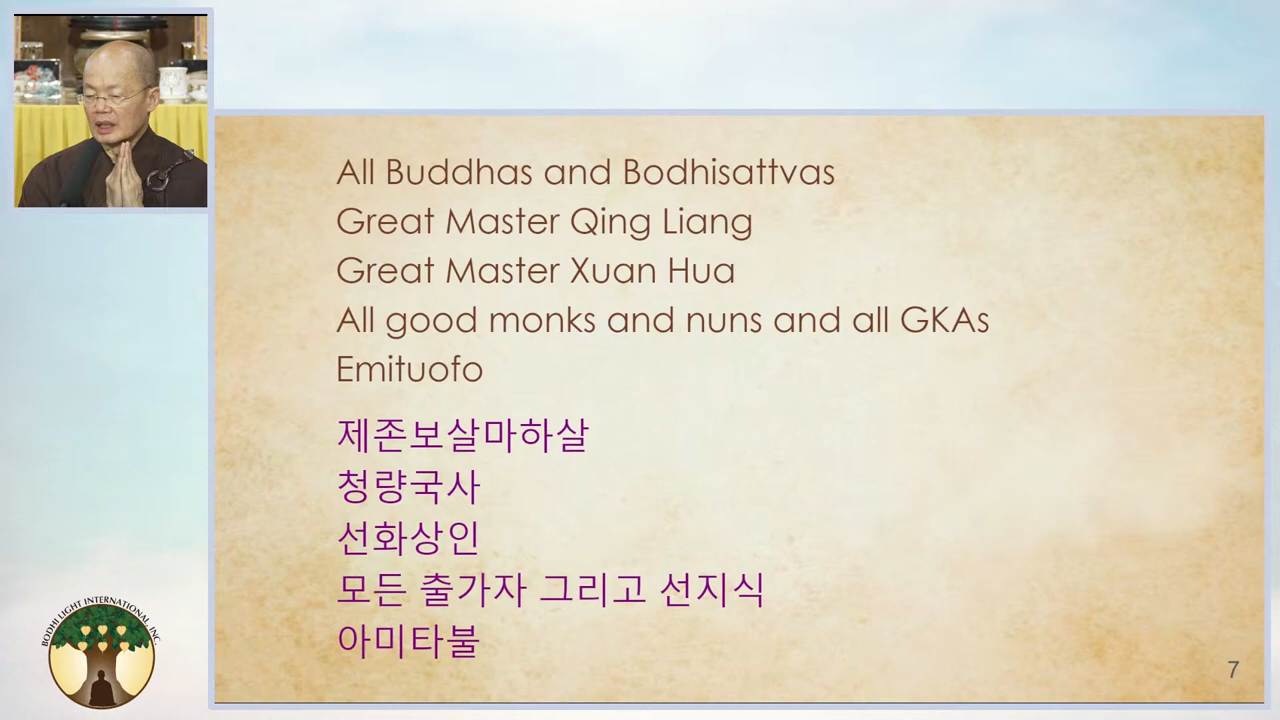 All Buddhas and Bodhisattvas
Great Master Qing Liang
Great Master Xuan Hua
All good monks and nuns and all GKAs
Emituofo
제존보살마하살
청량국사
선화상인
모든 출가자 그리고 선지식
아미타불
BODHI LIGHT INTERNATIONAL, INC.
7